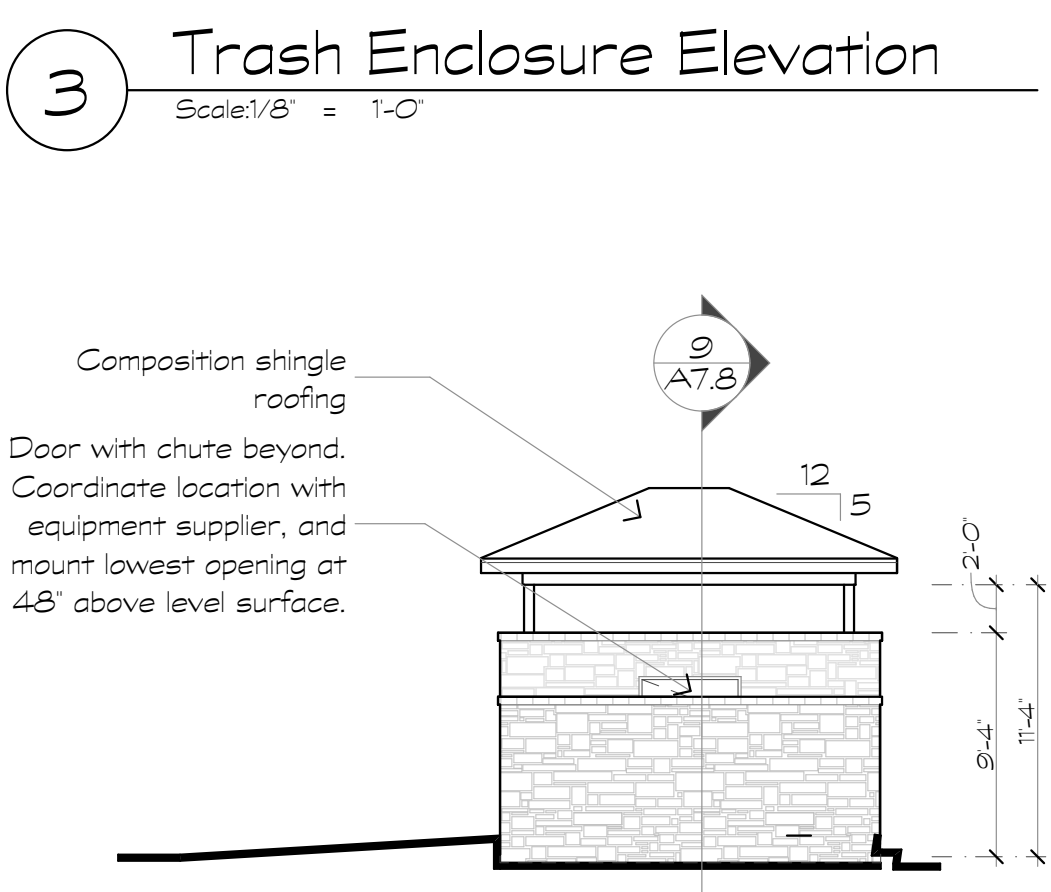 3
Trash Enclosure Elevation
Scale:1/8" = 1'-0"
9
A7.8
Composition shingle
roofing
Door with chute beyond.
Coordinate location with
equipment supplier, and
mount lowest opening at
48" above level surface.
12
5
2'-0"
9'-4"
11'-4"